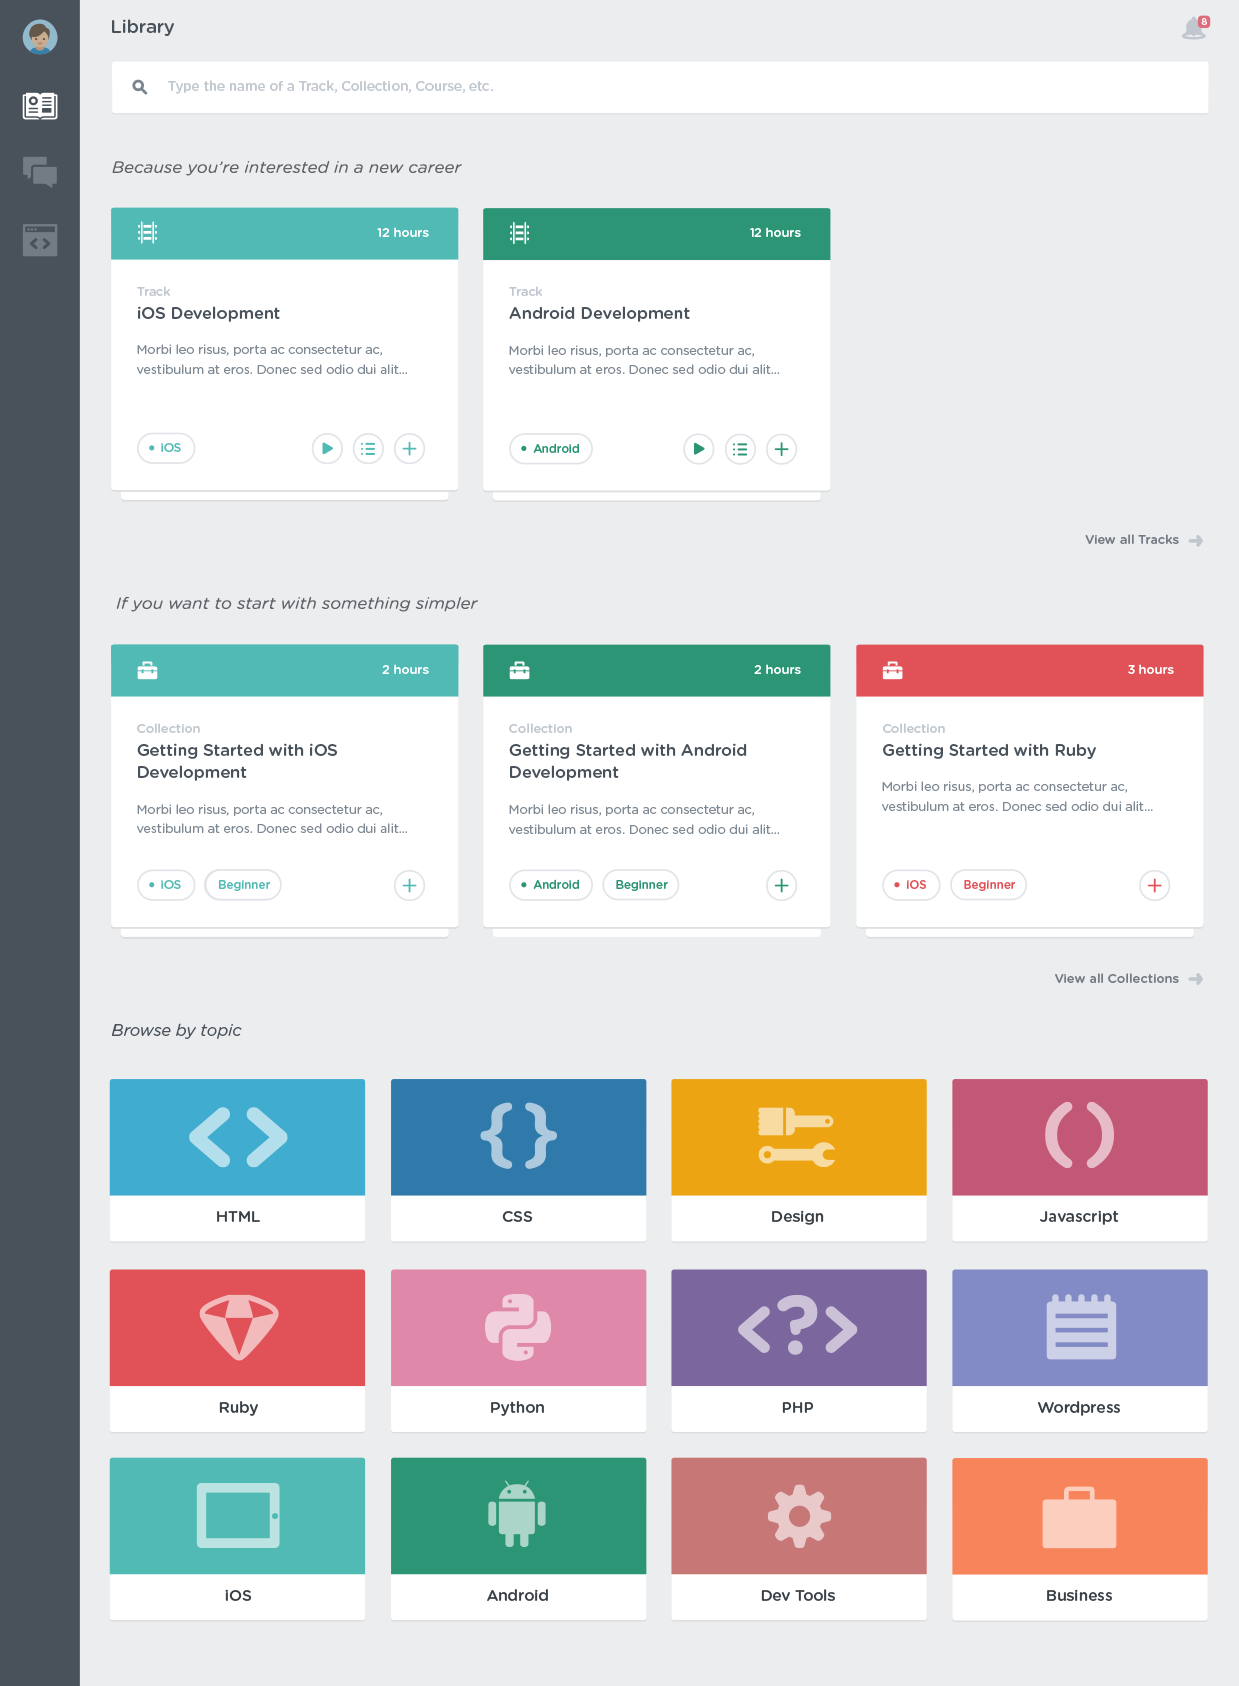 Library
8
Type the name of a Track, Collection, Course, etc.
Because you're interested in a new career
12 hours
Track
iOS Development
Morbi leo risus, porta ac consectetur ac,
vestibulum at eros. Donec sed odio dui alit...
iOS
12 hours
Track
Android Development
Morbi leo risus, porta ac consectetur ac,
vestibulum at eros. Donec sed odio dui alit...
Android
View all Tracks
If you want to start with something simpler
2 hours
Collection
Getting Started with iOS
Development
Morbi leo risus, porta ac consectetur ac,
vestibulum at eros. Donec sed odio dui alit...
iOS
Beginner
2 hours
Collection
Getting Started with Android
Development
Morbi leo risus, porta ac consectetur ac,
vestibulum at eros. Donec sed odio dui alit...
Android
Beginner
3 hours
Collection
Getting Started with Ruby
Morbi leo risus, porta ac consectetur ac,
vestibulum at eros. Donec sed odio dui alit...
iOS
Beginner
View all Collections
Browse by topic
HTML
CSS
Design
Javascript
Ruby
Python
PHP
Wordpress
iOS
Android
Dev Tools
Business